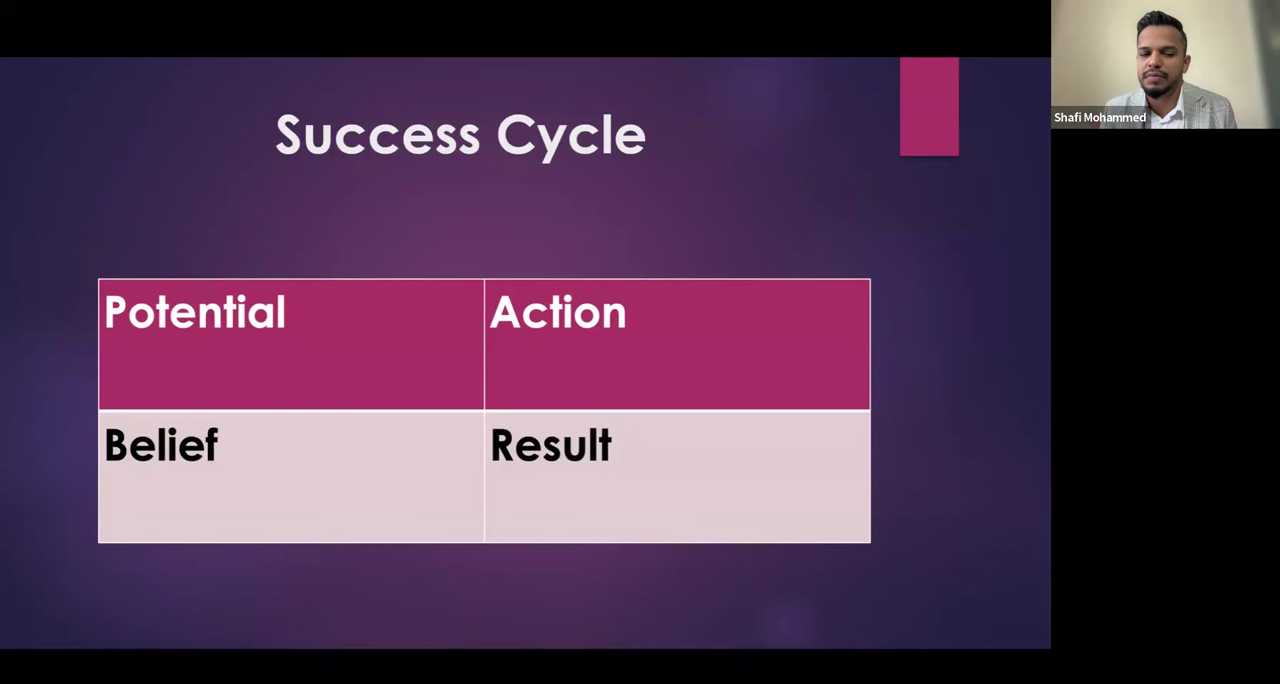 Success Cycle
Potential Action
Belief Result
Shafi Mohammed